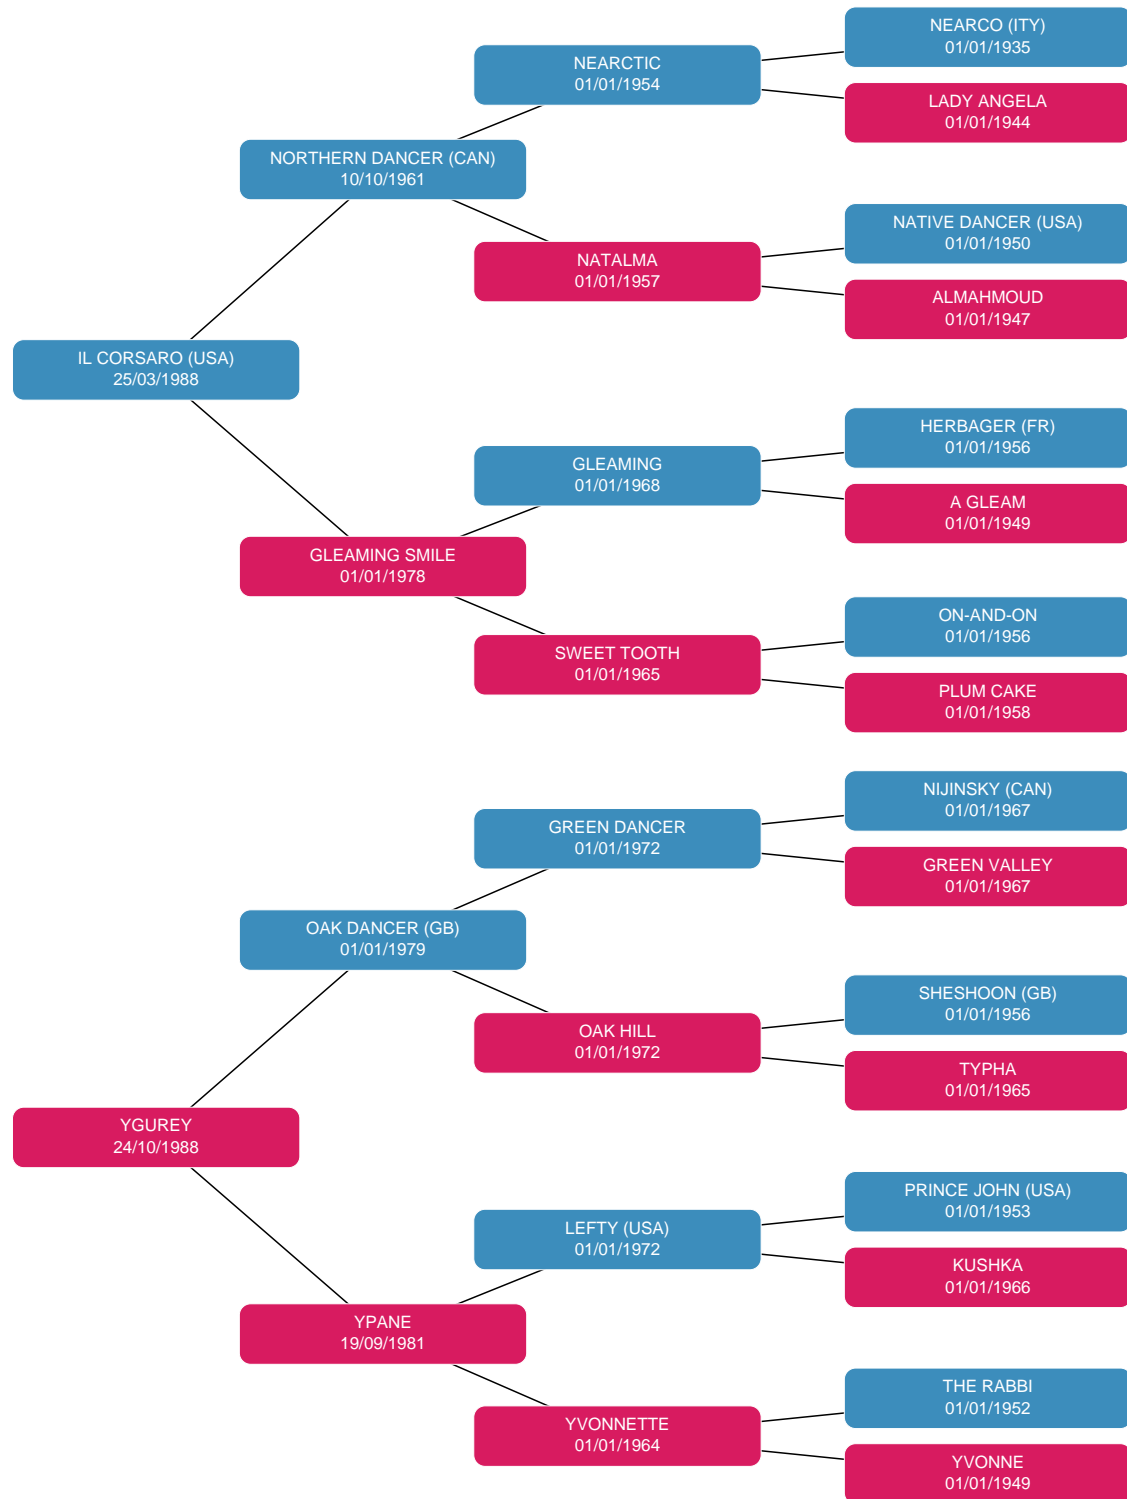 NEARCO (ITY)
01/01/1935
NEARCTIC
01/01/1954
LADY ANGELA
01/01/1944
NORTHERN DANCER (CAN)
10/10/1961
NATIVE DANCER (USA)
01/01/1950
NATALMA
01/01/1957
ALMAHMOUD
01/01/1947
IL CORSARO (USA)
25/03/1988
HERBAGER (FR)
01/01/1956
GLEAMING
01/01/1968
A GLEAM
01/01/1949
GLEAMING SMILE
01/01/1978
ON-AND-ON
01/01/1956
SWEET TOOTH
01/01/1965
PLUM CAKE
01/01/1958
NIJINSKY (CAN)
01/01/1967
GREEN DANCER
01/01/1972
GREEN VALLEY
01/01/1967
OAK DANCER (GB)
01/01/1979
SHESHOON (GB)
01/01/1956
OAK HILL
01/01/1972
TYPHA
01/01/1965
YGUREY
24/10/1988
PRINCE JOHN (USA)
01/01/1953
LEFTY (USA)
01/01/1972
KUSHKA
01/01/1966
YPANE
19/09/1981
THE RABBI
01/01/1952
YVONNETTE
01/01/1964
YVONNE
01/01/1949